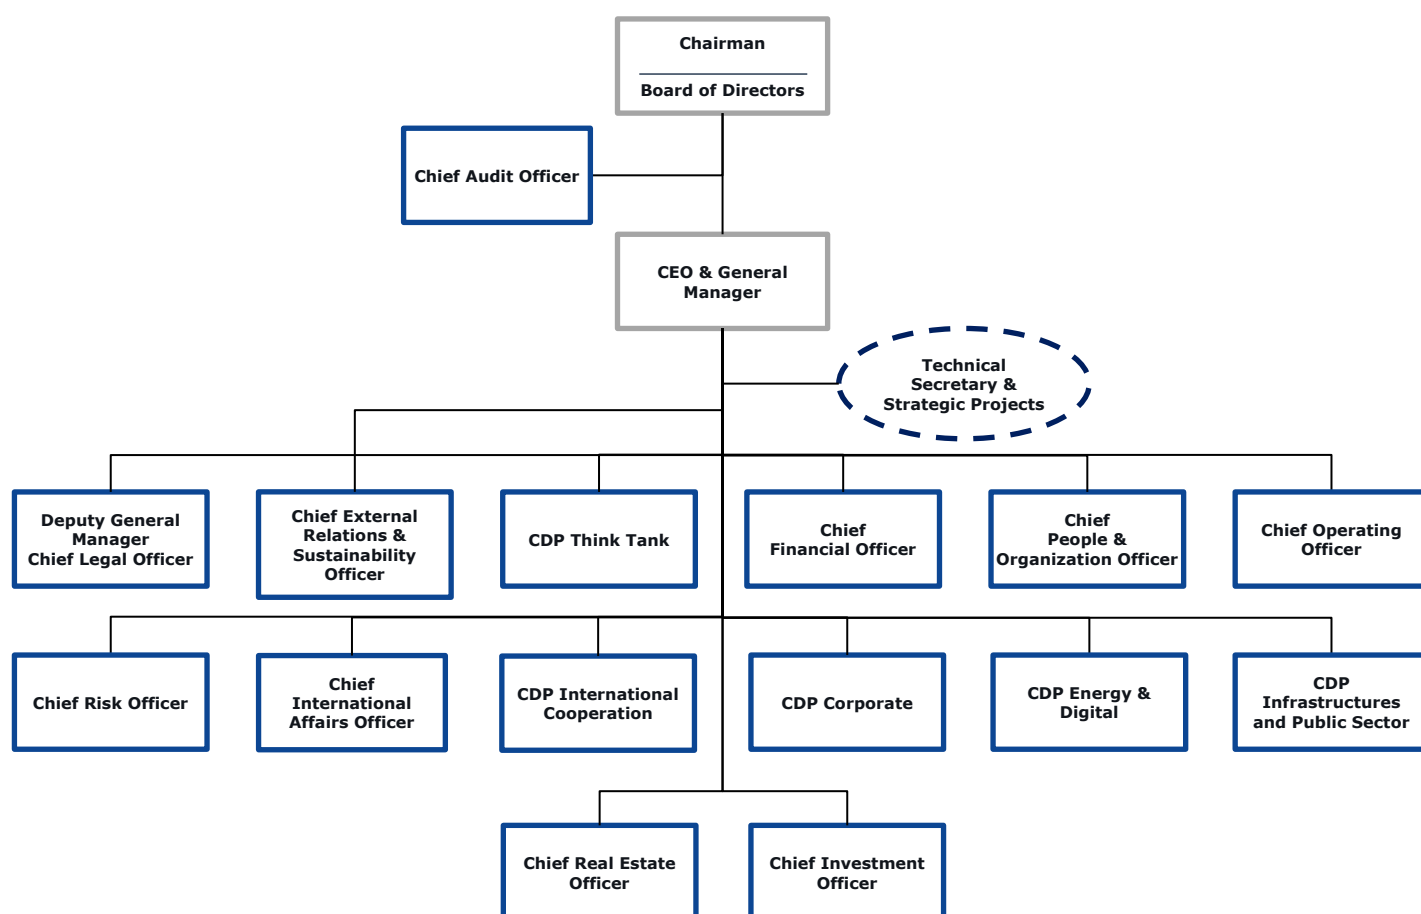 Chairman
Board of Directors
Chief Audit Officer
CEO & General
Manager
Technical
Secretary &
Strategic Projects
Deputy General
Manager
Chief Legal Officer
Chief External
Relations &
Sustainability
Officer
CDP Think Tank
Chief
Financial Officer
Chief
People &
Organization Officer
Chief Operating
Officer
Chief Risk Officer
Chief
International
Affairs Officer
CDP International
Cooperation
CDP Corporate
CDP Energy &
Digital
CDP
Infrastructures
and Public Sector
Chief Real Estate
Officer
Chief Investment
Officer